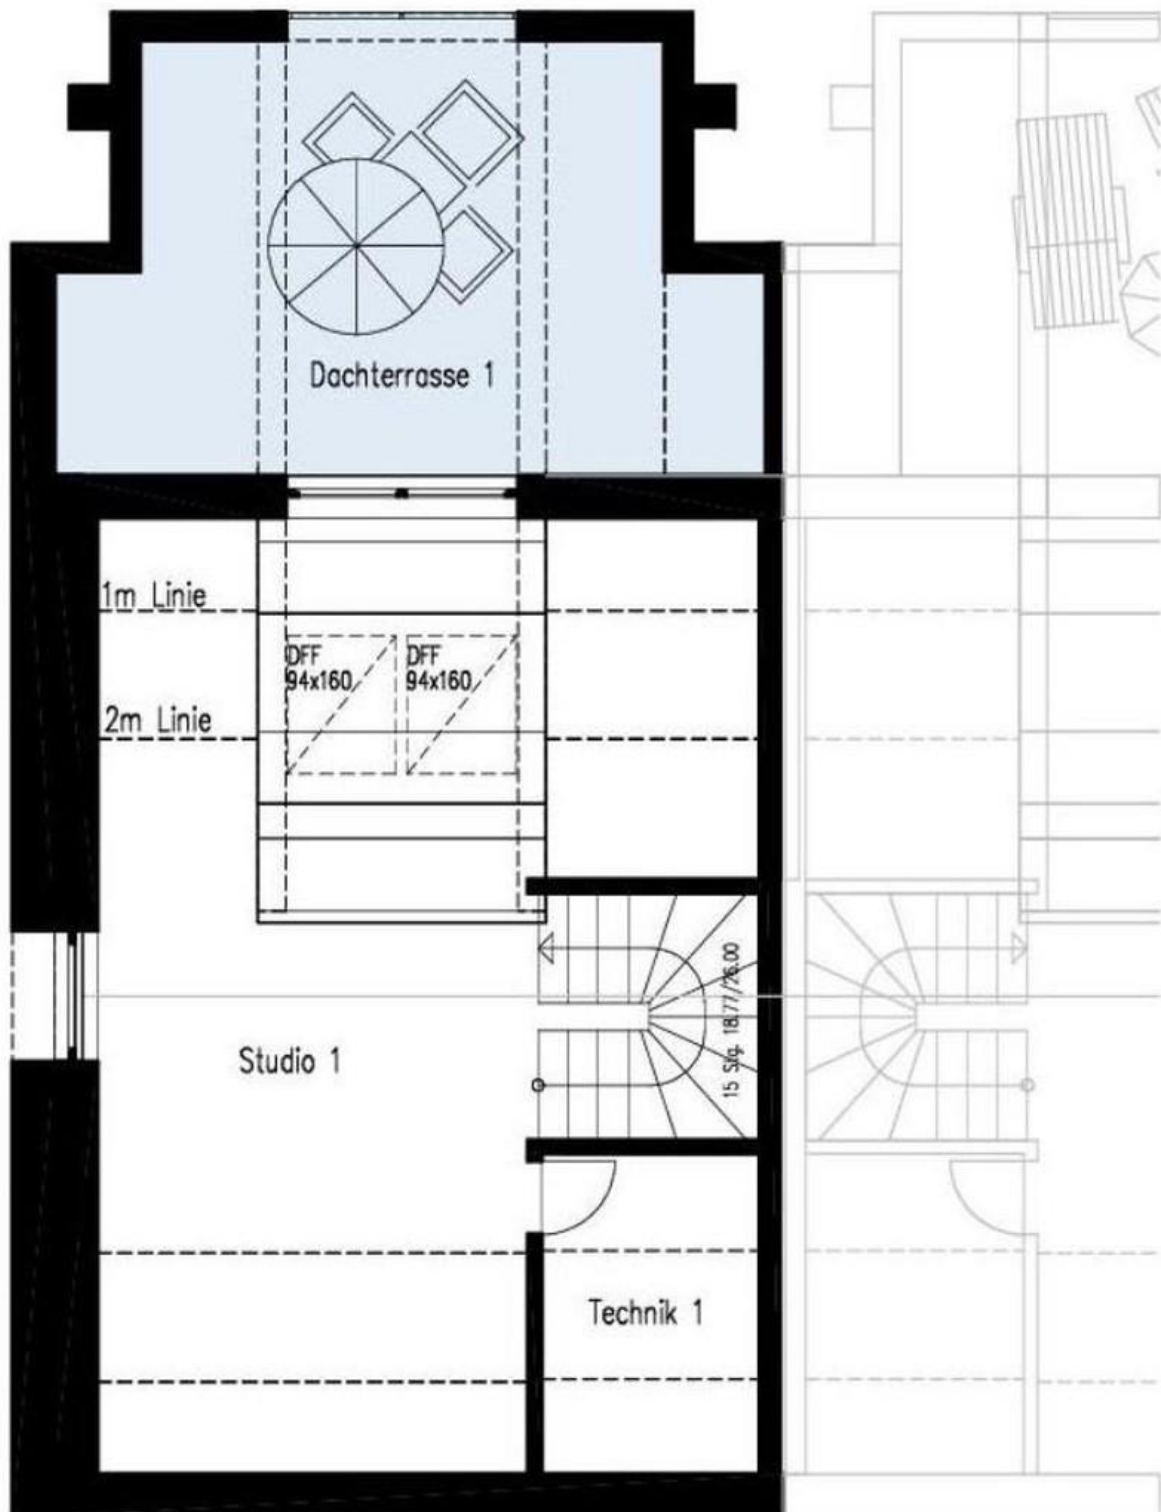 Dachterrasse 1
1m Linie
DFF
94x160
DFF
94x160
2m Linie
15 Stg. 18.77/26.00
Studio 1
Technik 1